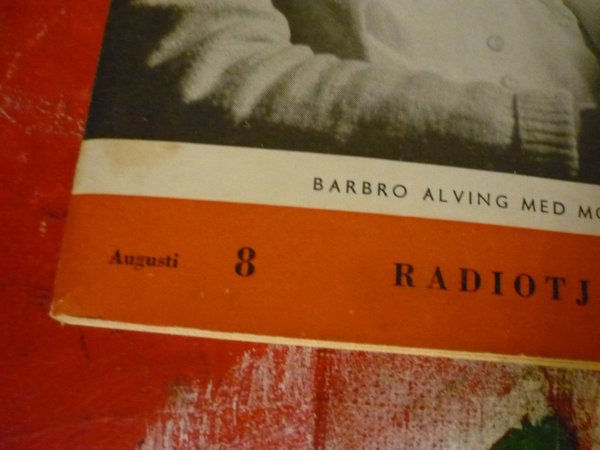 BARBRO ALVING MED MO
Augusti 8 RADIOTJ